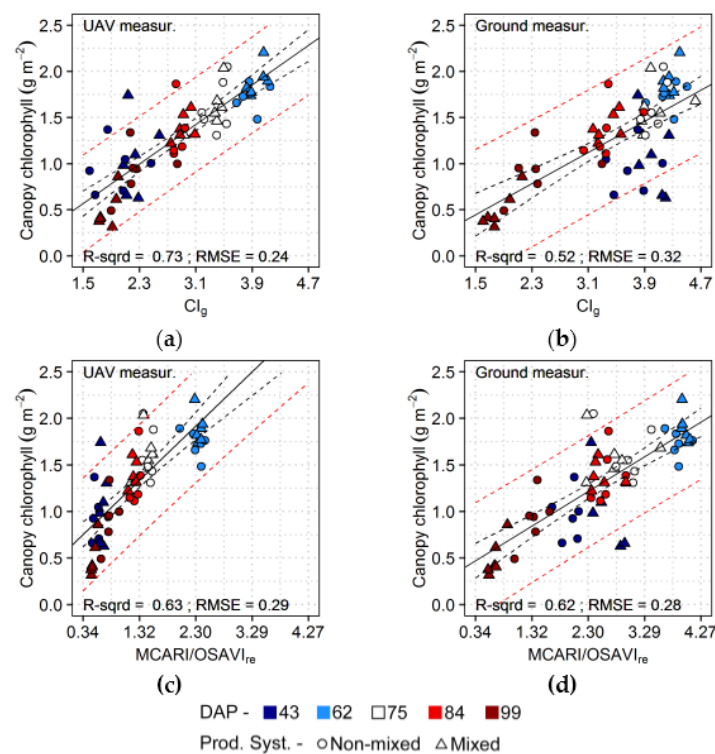 UAV measur.
Canopy chlorophyll (g m⁻²)
2.5
2.0
1.5
1.0
0.5
0.0
R-sqrd = 0.73 ; RMSE = 0.24
1.5 2.3 3.1 3.9 4.7
CIg
(a)
Ground measur.
Canopy chlorophyll (g m⁻²)
2.5
2.0
1.5
1.0
0.5
0.0
R-sqrd = 0.52 ; RMSE = 0.32
1.5 2.3 3.1 3.9 4.7
CIg
(b)
UAV measur.
Canopy chlorophyll (g m⁻²)
2.5
2.0
1.5
1.0
0.5
0.0
R-sqrd = 0.63 ; RMSE = 0.29
0.34 1.32 2.30 3.29 4.27
MCARI/OSAVIre
(c)
Ground measur.
Canopy chlorophyll (g m⁻²)
2.5
2.0
1.5
1.0
0.5
0.0
R-sqrd = 0.62 ; RMSE = 0.28
0.34 1.32 2.30 3.29 4.27
MCARI/OSAVIre
(d)
DAP - 43 62 75 84 99
Prod. Syst. - Non-mixed Mixed